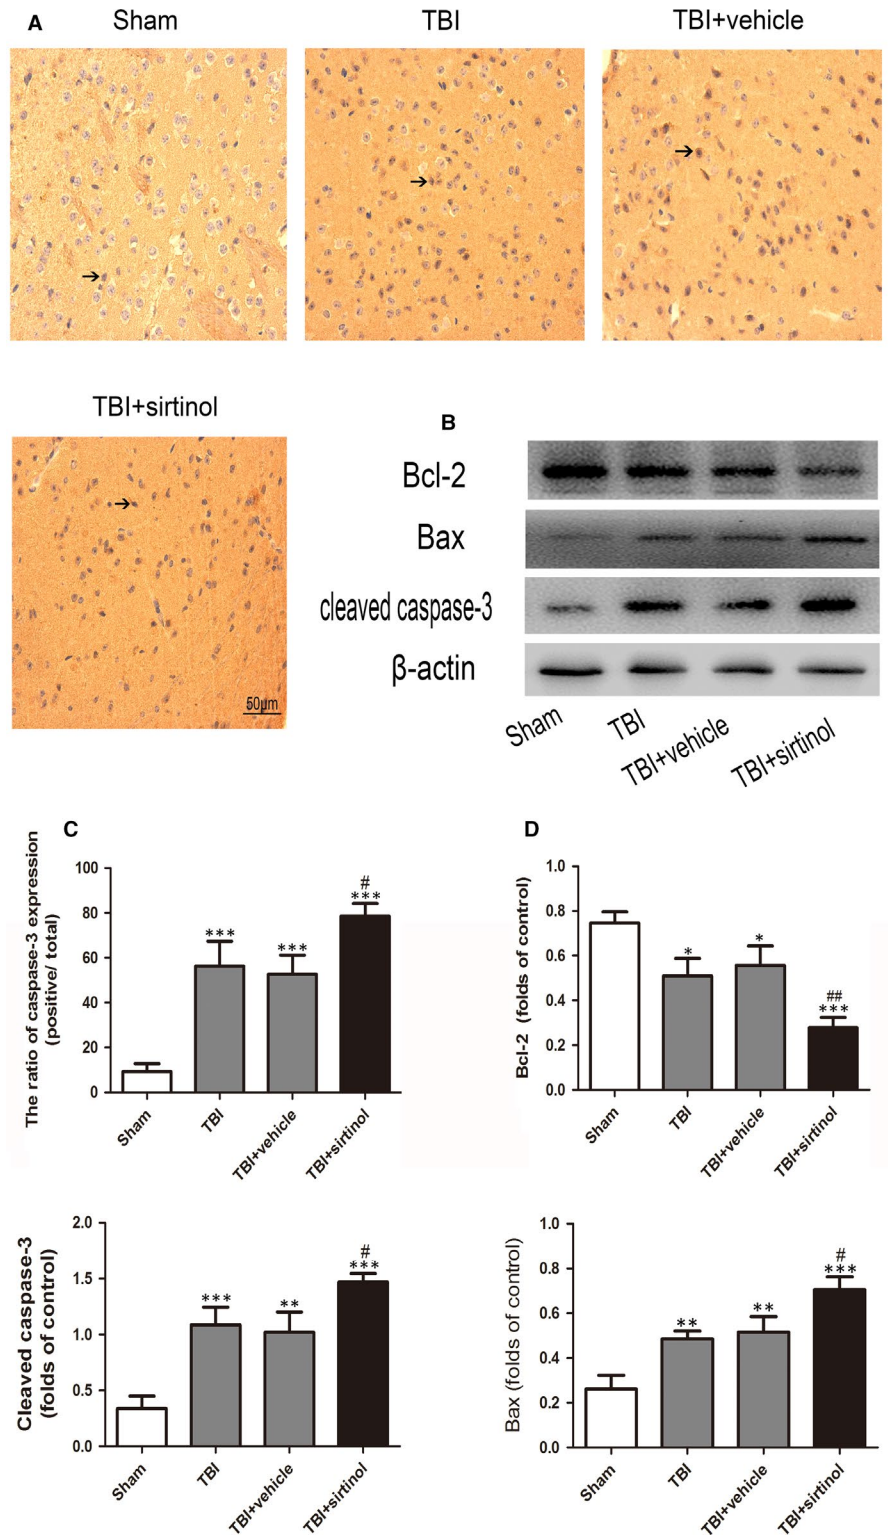 A
Sham
TBI
TBI+vehicle
TBI+sirtinol
50μm
B
Bcl-2
Bax
cleaved caspase-3
β-actin
Sham
TBI
TBI+vehicle
TBI+sirtinol
C
The ratio of caspase-3 expression
(positive/ total)
100
80
60
40
20
0
***
***
#
***
Sham
TBI
TBI+vehicle
TBI+sirtinol
D
Bcl-2 (folds of control)
1.0
0.8
0.6
0.4
0.2
0.0
*
*
##
***
Sham
TBI
TBI+vehicle
TBI+sirtinol
Cleaved caspase-3
(folds of control)
2.0
1.5
1.0
0.5
0.0
***
**
#
***
Sham
TBI
TBI+vehicle
TBI+sirtinol
Bax (folds of control)
1.0
0.8
0.6
0.4
0.2
0.0
**
**
#
***
Sham
TBI
TBI+vehicle
TBI+sirtinol